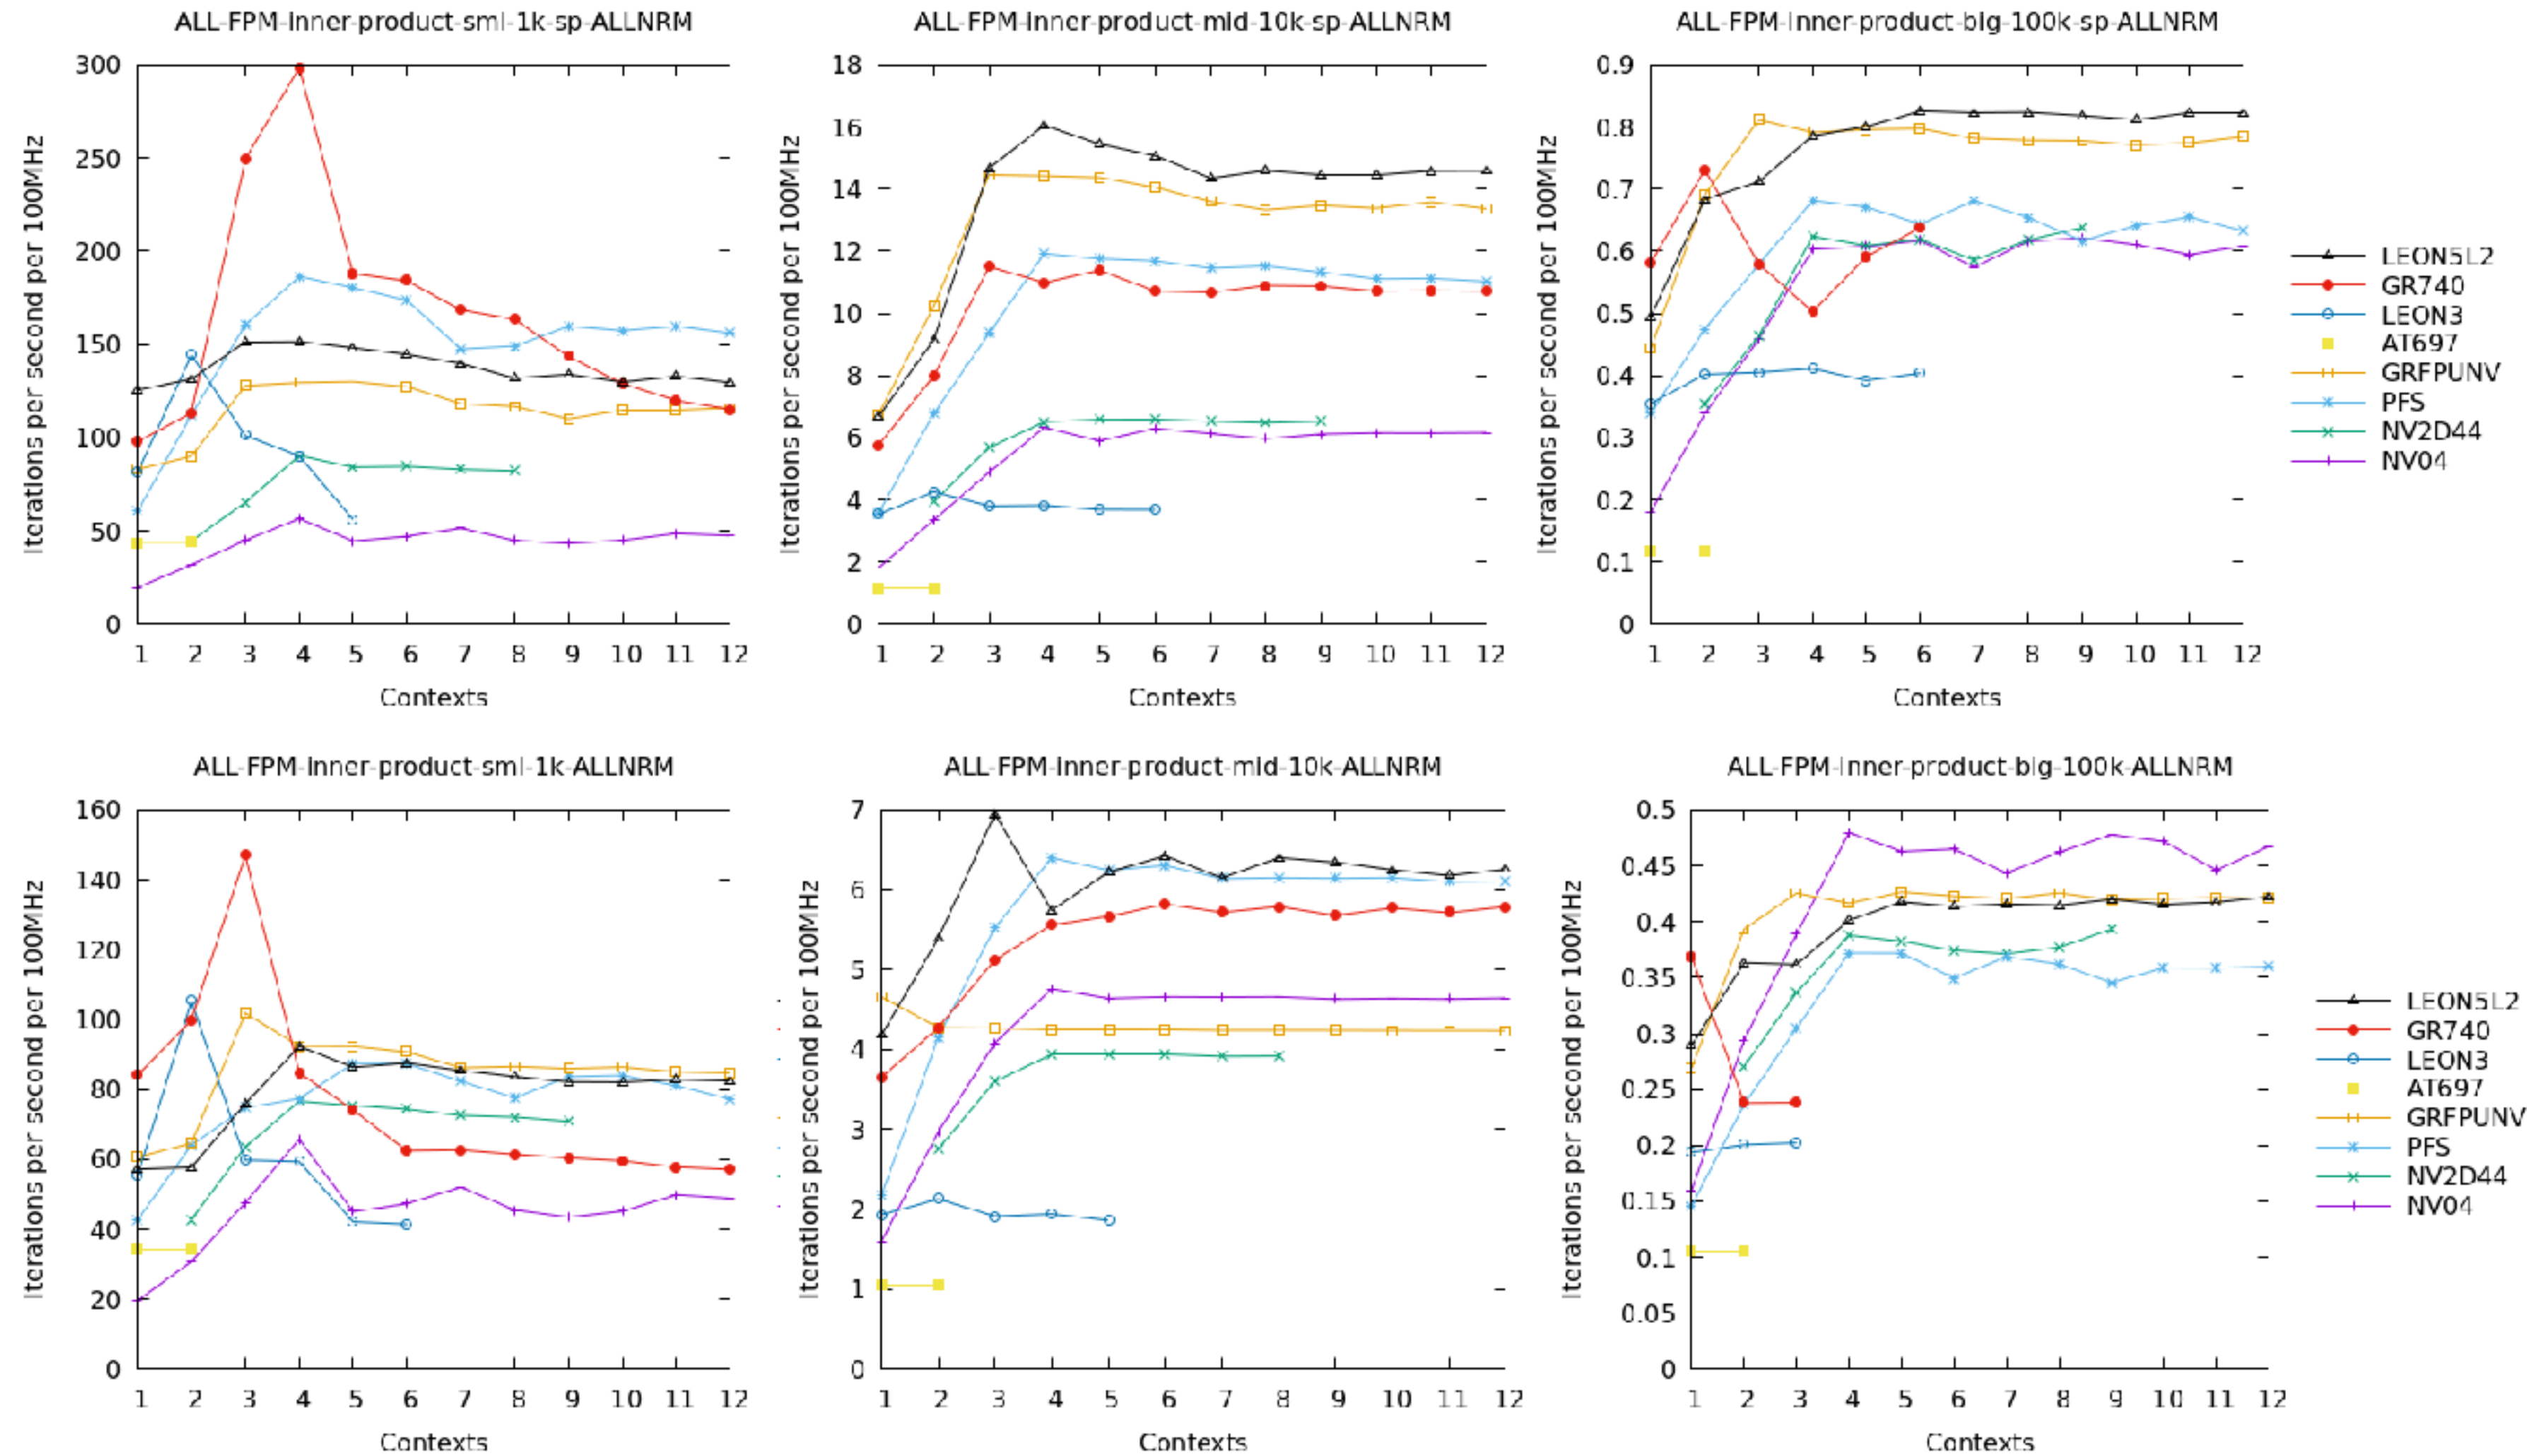 ALL-FPM-inner-product-sml-1k-sp-ALLNRM
Iterations per second per 100MHz
300
250
200
150
100
50
0
1 2 3 4 5 6 7 8 9 10 11 12
Contexts
ALL-FPM-inner-product-mid-10k-sp-ALLNRM
Iterations per second per 100MHz
18
16
14
12
10
8
6
4
2
0
1 2 3 4 5 6 7 8 9 10 11 12
Contexts
ALL-FPM-inner-product-big-100k-sp-ALLNRM
Iterations per second per 100MHz
0.9
0.8
0.7
0.6
0.5
0.4
0.3
0.2
0.1
0
1 2 3 4 5 6 7 8 9 10 11 12
Contexts
LEON5L2
GR740
LEON3
AT697
GRFPUNV
PFS
NV2D44
NV04
ALL-FPM-inner-product-sml-1k-ALLNRM
Iterations per second per 100MHz
160
140
120
100
80
60
40
20
0
1 2 3 4 5 6 7 8 9 10 11 12
Contexts
ALL-FPM-inner-product-mid-10k-ALLNRM
Iterations per second per 100MHz
7
6
5
4
3
2
1
0
1 2 3 4 5 6 7 8 9 10 11 12
Contexts
ALL-FPM-inner-product-big-100k-ALLNRM
Iterations per second per 100MHz
0.5
0.45
0.4
0.35
0.3
0.25
0.2
0.15
0.1
0.05
0
1 2 3 4 5 6 7 8 9 10 11 12
Contexts
LEON5L2
GR740
LEON3
AT697
GRFPUNV
PFS
NV2D44
NV04